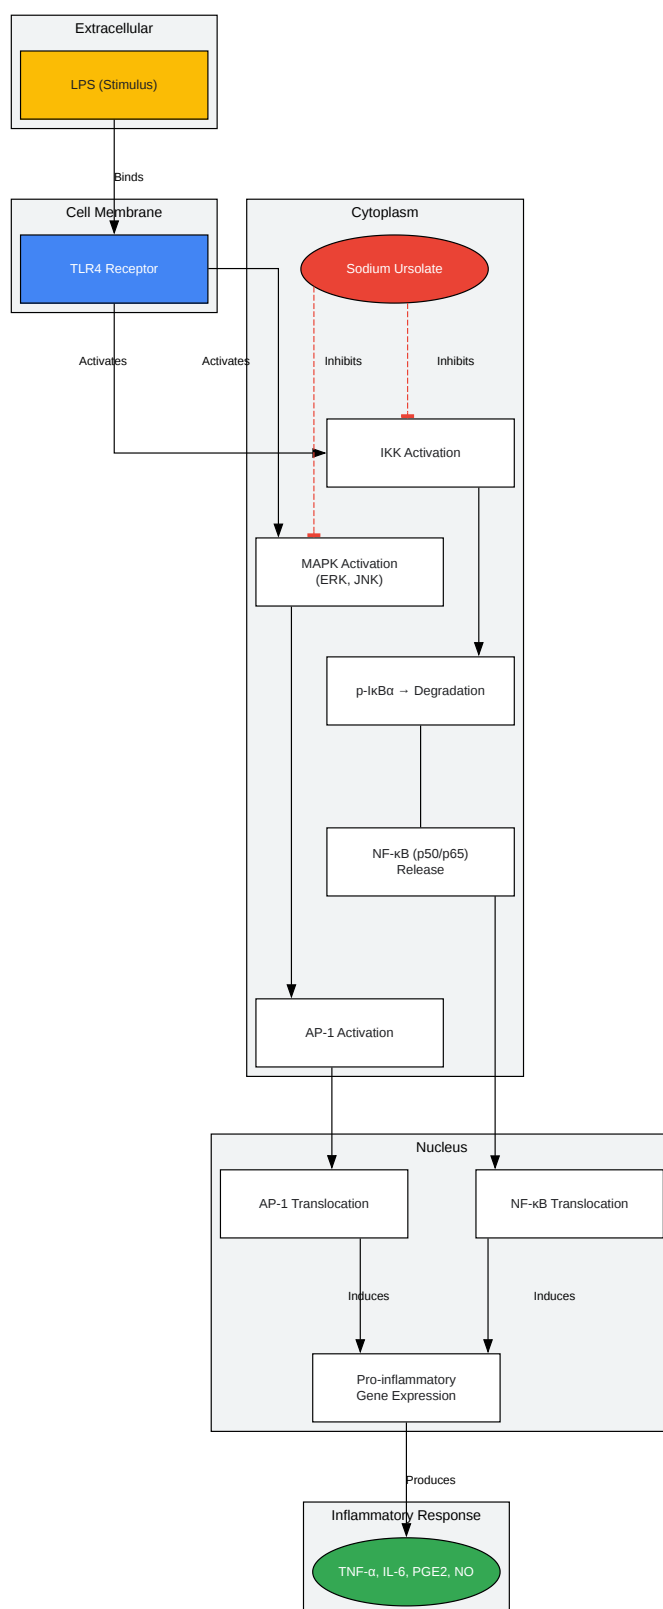 Extracellular
LPS (Stimulus)
Binds
Cell Membrane
Cytoplasm
TLR4 Receptor
Sodium Ursolate
Activates
Activates
Inhibits
Inhibits
IKK Activation
MAPK Activation
(ERK, JNK)
p-IκBα → Degradation
NF-κB (p50/p65)
Release
AP-1 Activation
Nucleus
AP-1 Translocation
NF-κB Translocation
Induces
Induces
Pro-inflammatory
Gene Expression
Produces
Inflammatory Response
TNF-α, IL-6, PGE2, NO